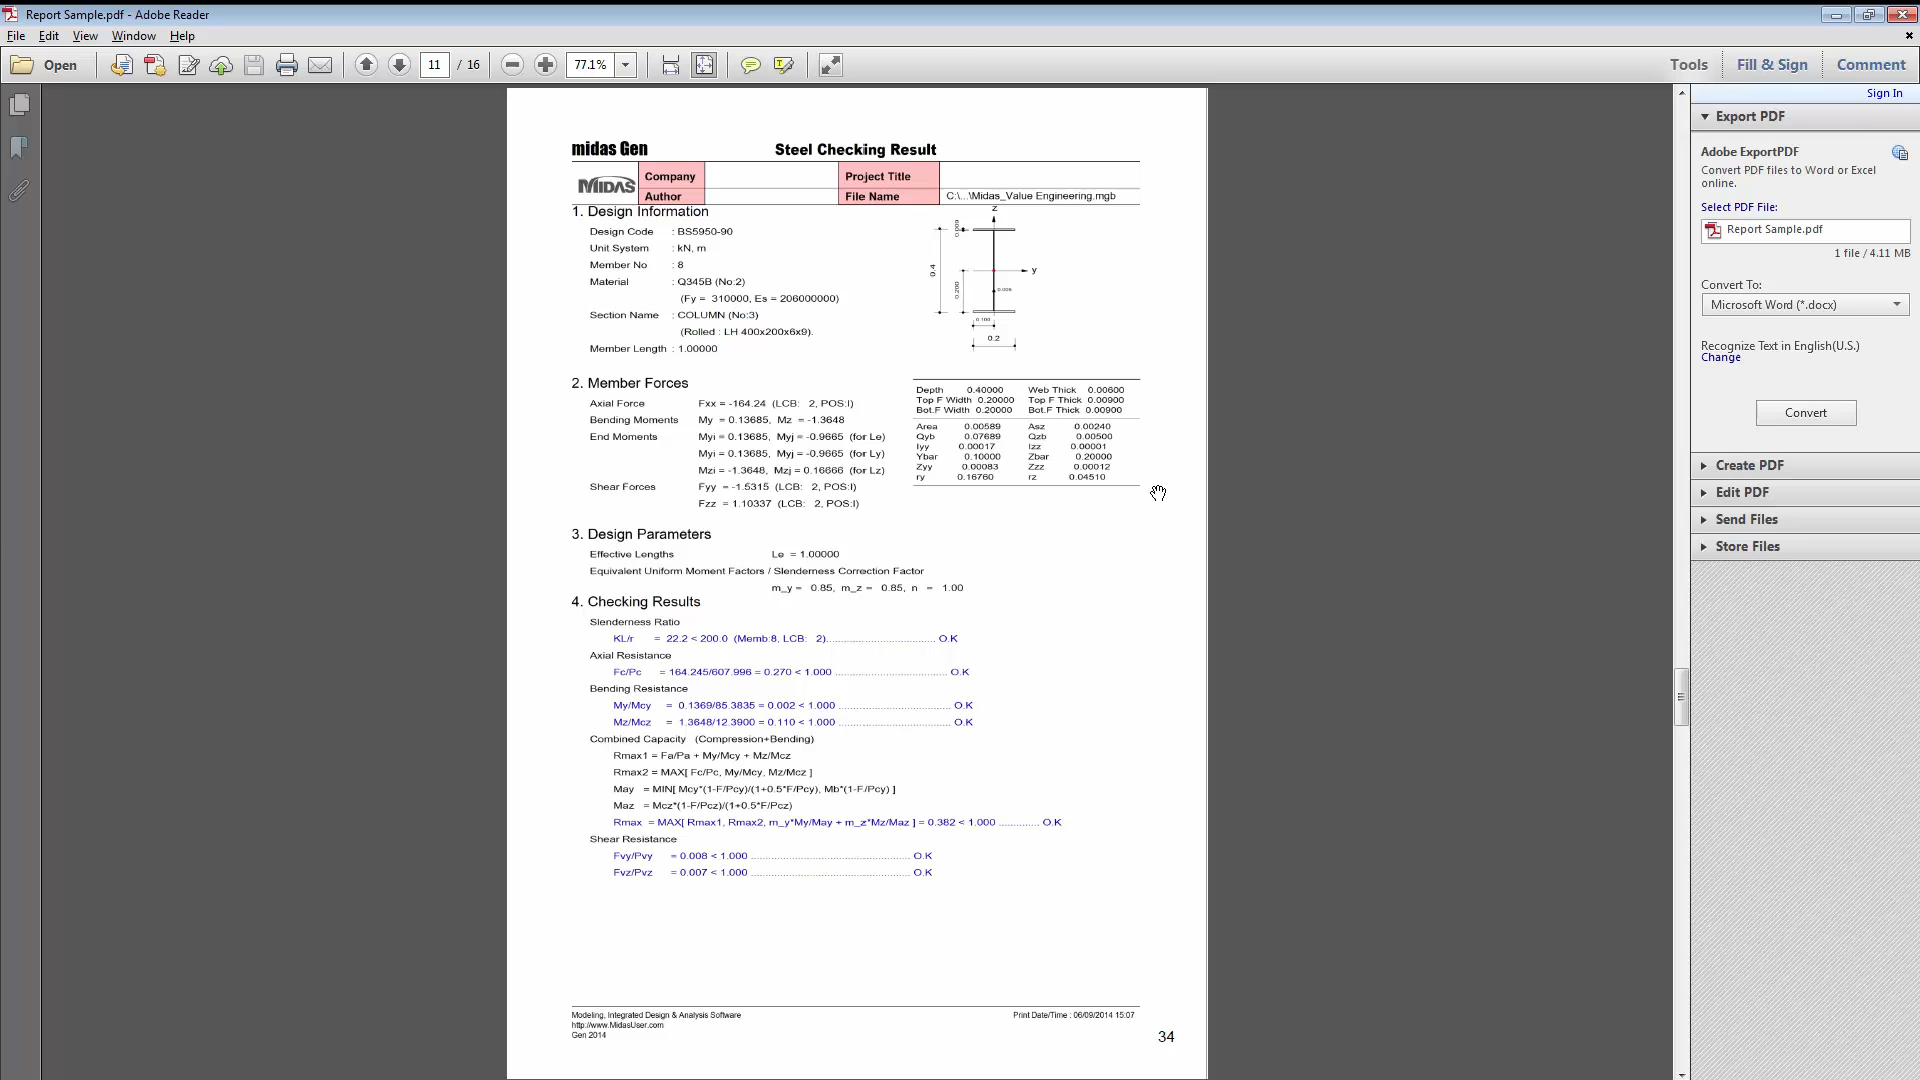 Report Sample.pdf - Adobe Reader
File Edit View Window Help
Open 11 / 16 77.1% Tools Fill & Sign Comment
Sign In
Export PDF
Adobe ExportPDF
Convert PDF files to Word or Excel online.
Select PDF File:
Report Sample.pdf
1 file / 4.11 MB
Convert To:
Microsoft Word (*.docx)
Recognize Text in English(U.S.)
Change
Convert
Create PDF
Edit PDF
Send Files
Store Files
midas Gen Steel Checking Result
MIDAS Company Project Title
Author File Name C:\...\Midas_Value Engineering.mgb
1. Design Information
Design Code : BS5950-90
Unit System : kN, m
Member No : 8
Material : Q345B (No:2)
(Fy = 310000, Es = 206000000)
Section Name : COLUMN (No:3)
(Rolled : LH 400x200x6x9).
Member Length : 1.00000
z
0.009
0.4
y
0.200
0.006
0.100
0.2
2. Member Forces
Axial Force Fxx = -164.24 (LCB: 2, POS:I)
Bending Moments My = 0.13685, Mz = -1.3648
End Moments Myi = 0.13685, Myj = -0.9665 (for Le)
Myi = 0.13685, Myj = -0.9665 (for Ly)
Mzi = -1.3648, Mzj = 0.16666 (for Lz)
Shear Forces Fyy = -1.5315 (LCB: 2, POS:I)
Fzz = 1.10337 (LCB: 2, POS:I)
Depth 0.40000 Web Thick 0.00600
Top F Width 0.20000 Top F Thick 0.00900
Bot.F Width 0.20000 Bot.F Thick 0.00900
Area 0.00589 Asz 0.00240
Qyb 0.07689 Qzb 0.00500
Iyy 0.00017 Izz 0.00001
Ybar 0.10000 Zbar 0.20000
Zyy 0.00083 Zzz 0.00012
ry 0.16760 rz 0.04510
3. Design Parameters
Effective Lengths Le = 1.00000
Equivalent Uniform Moment Factors / Slenderness Correction Factor
m_y = 0.85, m_z = 0.85, n = 1.00
4. Checking Results
Slenderness Ratio
KL/r = 22.2 < 200.0 (Memb:8, LCB: 2)................................... O.K
Axial Resistance
Fc/Pc = 164.245/607.996 = 0.270 < 1.000 ................................... O.K
Bending Resistance
My/Mcy = 0.1369/85.3835 = 0.002 < 1.000 ................................... O.K
Mz/Mcz = 1.3648/12.3900 = 0.110 < 1.000 ................................... O.K
Combined Capacity (Compression+Bending)
Rmax1 = Fa/Pa + My/Mcy + Mz/Mcz
Rmax2 = MAX[ Fc/Pc, My/Mcy, Mz/Mcz ]
May = MIN[ Mcy*(1-F/Pcy)/(1+0.5*F/Pcy), Mb*(1-F/Pcy) ]
Maz = Mcz*(1-F/Pcz)/(1+0.5*F/Pcz)
Rmax = MAX[ Rmax1, Rmax2, m_y*My/May + m_z*Mz/Maz ] = 0.382 < 1.000 ............. O.K
Shear Resistance
Fvy/Pvy = 0.008 < 1.000 .................................................. O.K
Fvz/Pvz = 0.007 < 1.000 .................................................. O.K
Modeling, Integrated Design & Analysis Software
http://www.MidasUser.com
Gen 2014
Print Date/Time : 06/09/2014 15:07
34